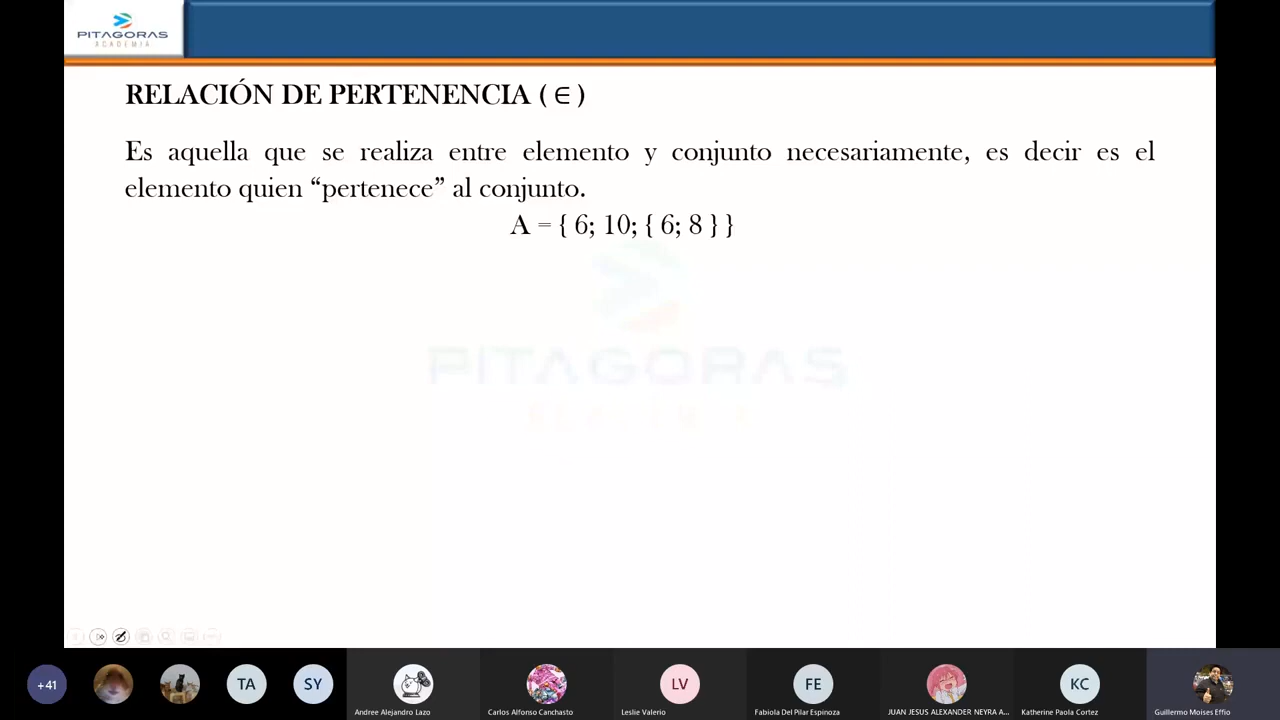 PITAGORAS
ACADEMIA
RELACIÓN DE PERTENENCIA ( ∈ )
Es aquella que se realiza entre elemento y conjunto necesariamente, es decir es el
elemento quien “pertenece” al conjunto.
A = { 6; 10; { 6; 8 } }
PITAGORAS
ACADEMIA
+41
TA
SY
Andree Alejandro Lazo
Carlos Alfonso Canchasto
LV
Leslie Valerio
FE
Fabiola Del Pilar Espinoza
JUAN JESUS ALEXANDER NEYRA A...
KC
Katherine Paola Cortez
Guillermo Moises Effio